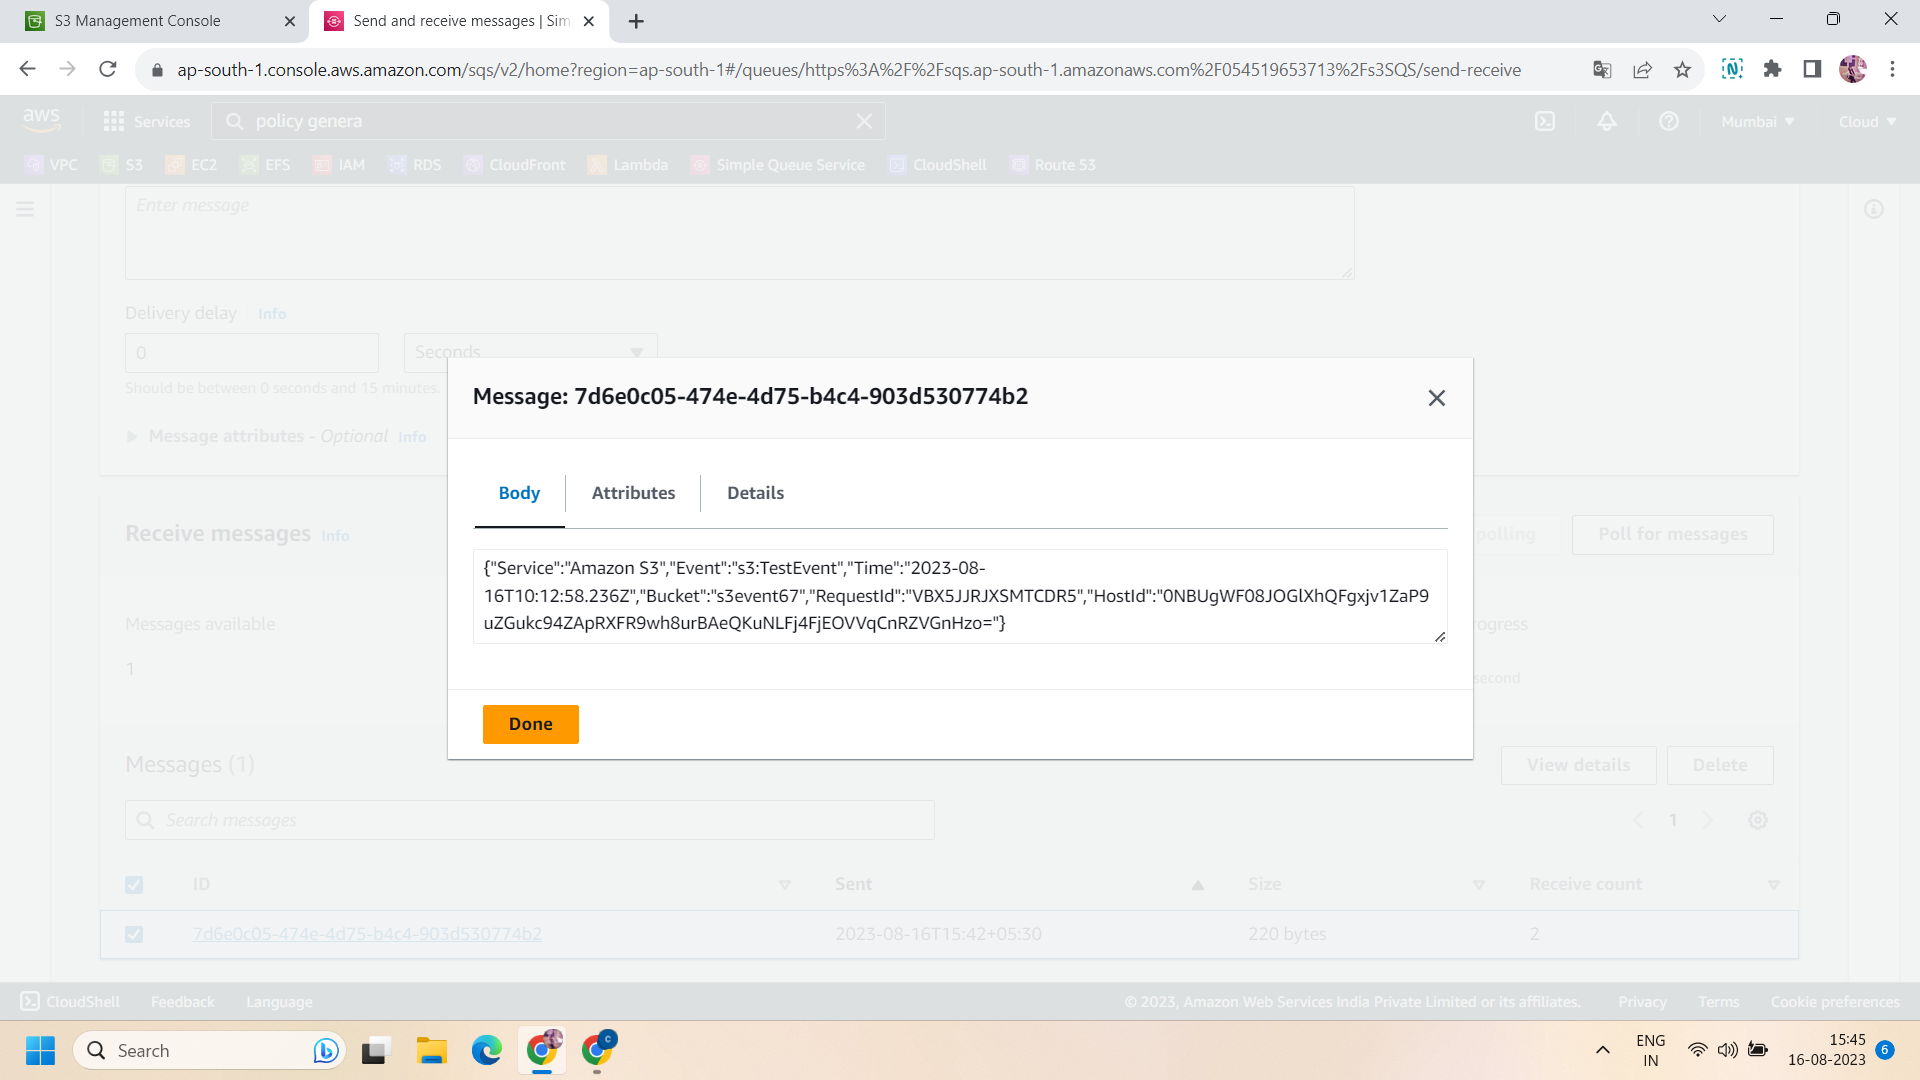 S3 Management Console
Send and receive messages | Sim
ap-south-1.console.aws.amazon.com/sqs/v2/home?region=ap-south-1#/queues/https%3A%2F%2Fsqs.ap-south-1.amazonaws.com%2F054519653713%2Fs3SQS/send-receive
aws Services policy genera Mumbai Cloud
VPC S3 EC2 EFS IAM RDS CloudFront Lambda Simple Queue Service CloudShell Route 53
Enter message
Delivery delay Info
0 Seconds
Should be between 0 seconds and 15 minutes.
Message attributes - Optional Info
Message: 7d6e0c05-474e-4d75-b4c4-903d530774b2
Body Attributes Details
{"Service":"Amazon S3","Event":"s3:TestEvent","Time":"2023-08-
16T10:12:58.236Z","Bucket":"s3event67","RequestId":"VBX5JJRJXSMTCDR5","HostId":"0NBUgWF08JOGlXhQFgxjv1ZaP9
uZGukc94ZApRXFR9wh8urBAeQKuNLFj4FjEOVVqCnRZVGnHzo="}
Done
Receive messages Info
polling Poll for messages
Messages available
rogress
1
second
Messages (1)
View details Delete
Search messages
1
ID Sent Size Receive count
7d6e0c05-474e-4d75-b4c4-903d530774b2 2023-08-16T15:42+05:30 220 bytes 2
CloudShell Feedback Language © 2023, Amazon Web Services India Private Limited or its affiliates. Privacy Terms Cookie preferences
Search
C
ENG
IN
15:45
16-08-2023
6